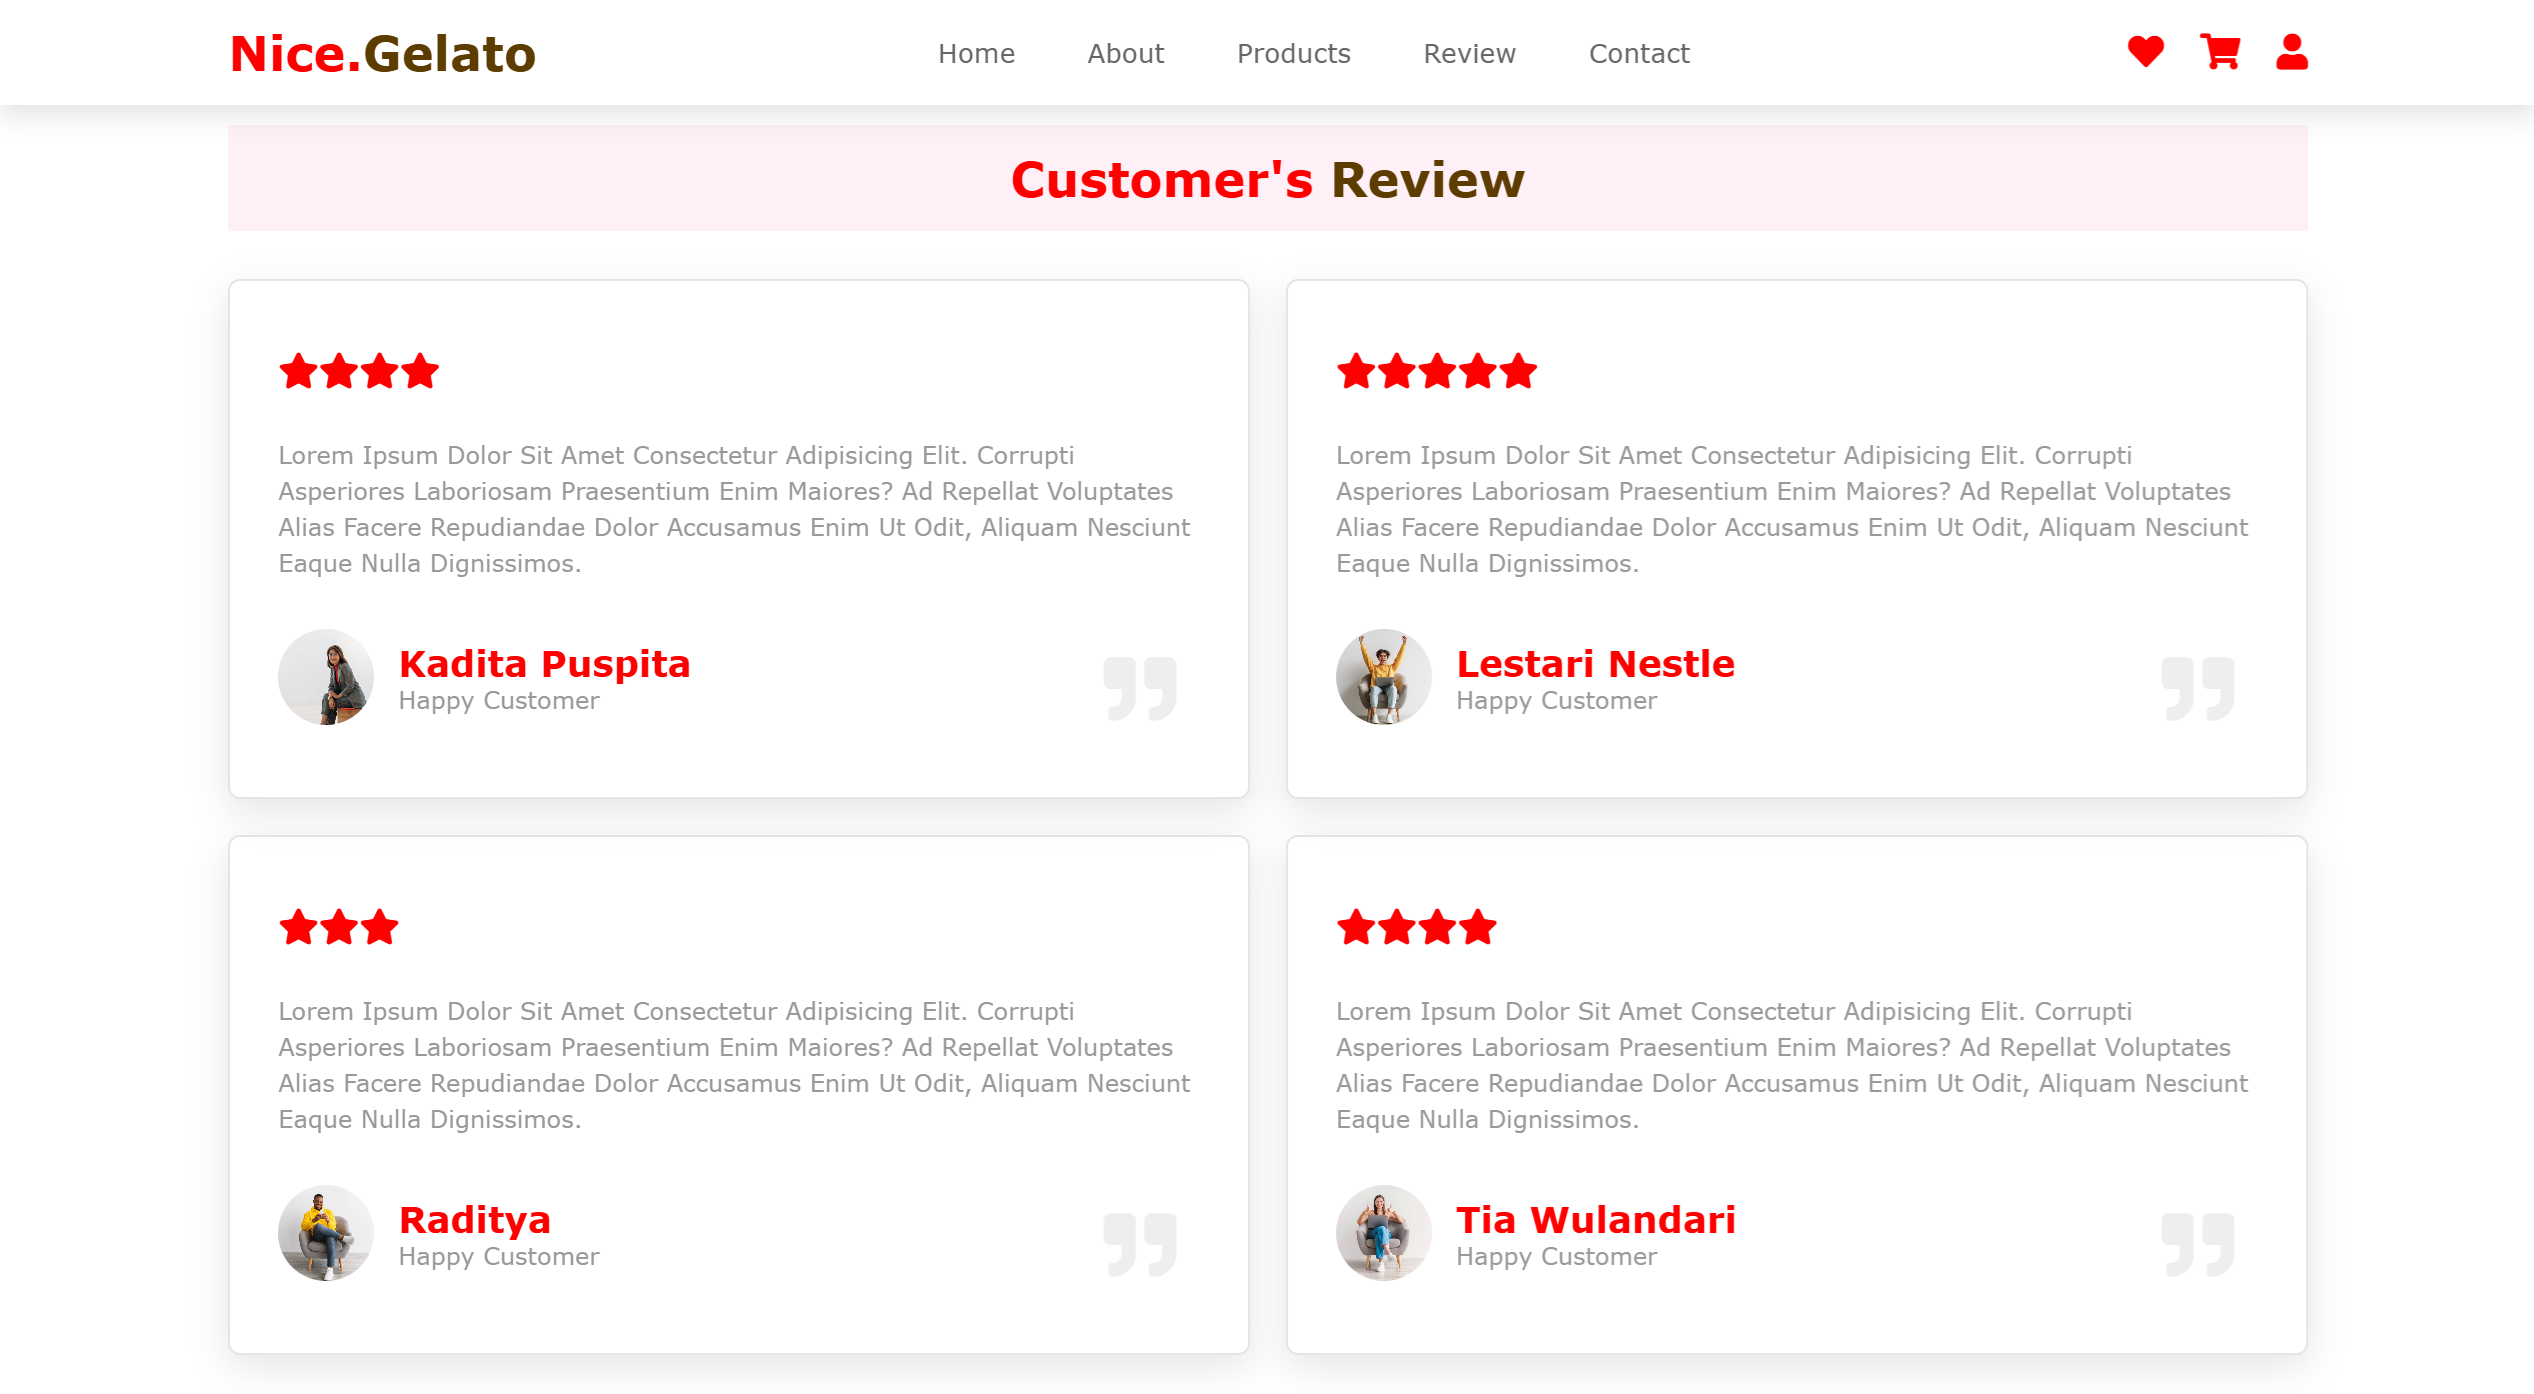 Nice.Gelato
Home About Products Review Contact
Customer's Review
Lorem Ipsum Dolor Sit Amet Consectetur Adipisicing Elit. Corrupti
Asperiores Laboriosam Praesentium Enim Maiores? Ad Repellat Voluptates
Alias Facere Repudiandae Dolor Accusamus Enim Ut Odit, Aliquam Nesciunt
Eaque Nulla Dignissimos.
Kadita Puspita
Happy Customer
Lorem Ipsum Dolor Sit Amet Consectetur Adipisicing Elit. Corrupti
Asperiores Laboriosam Praesentium Enim Maiores? Ad Repellat Voluptates
Alias Facere Repudiandae Dolor Accusamus Enim Ut Odit, Aliquam Nesciunt
Eaque Nulla Dignissimos.
Lestari Nestle
Happy Customer
Lorem Ipsum Dolor Sit Amet Consectetur Adipisicing Elit. Corrupti
Asperiores Laboriosam Praesentium Enim Maiores? Ad Repellat Voluptates
Alias Facere Repudiandae Dolor Accusamus Enim Ut Odit, Aliquam Nesciunt
Eaque Nulla Dignissimos.
Raditya
Happy Customer
Lorem Ipsum Dolor Sit Amet Consectetur Adipisicing Elit. Corrupti
Asperiores Laboriosam Praesentium Enim Maiores? Ad Repellat Voluptates
Alias Facere Repudiandae Dolor Accusamus Enim Ut Odit, Aliquam Nesciunt
Eaque Nulla Dignissimos.
Tia Wulandari
Happy Customer